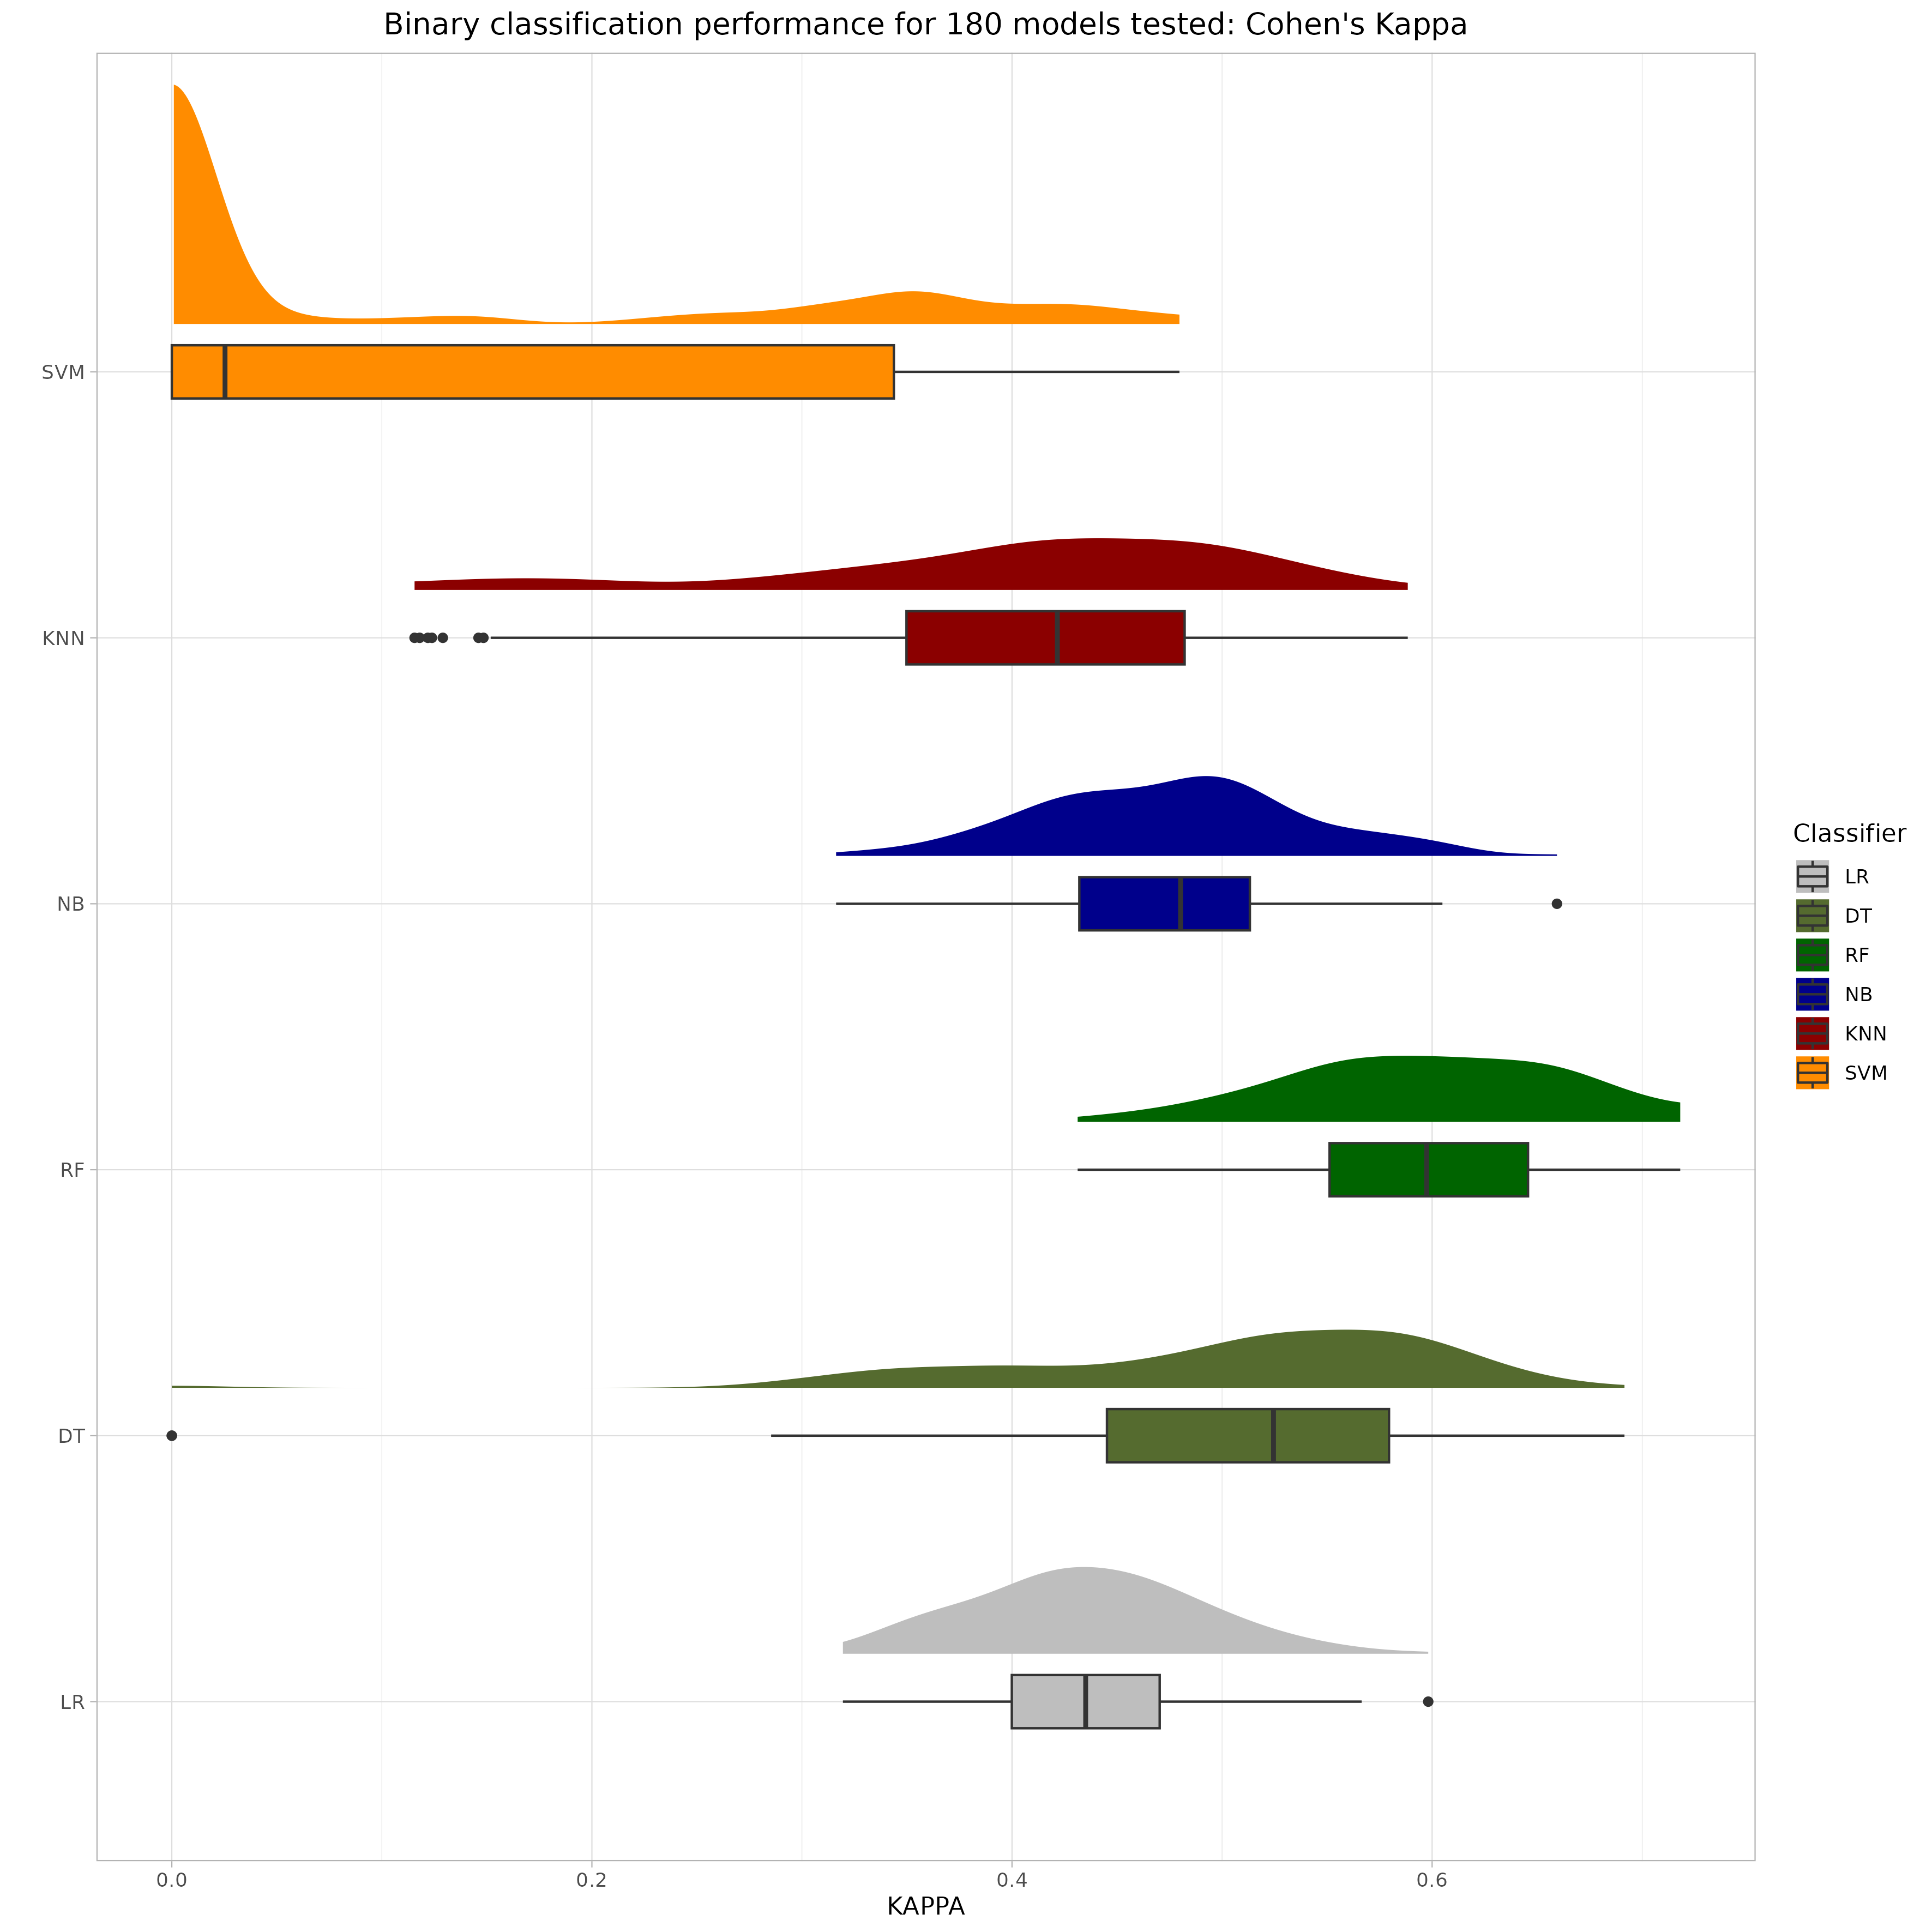 Binary classification performance for 180 models tested: Cohen's Kappa
SVM
KNN
NB
RF
DT
LR
0.0
0.2
0.4
0.6
KAPPA
Classifier
LR
DT
RF
NB
KNN
SVM